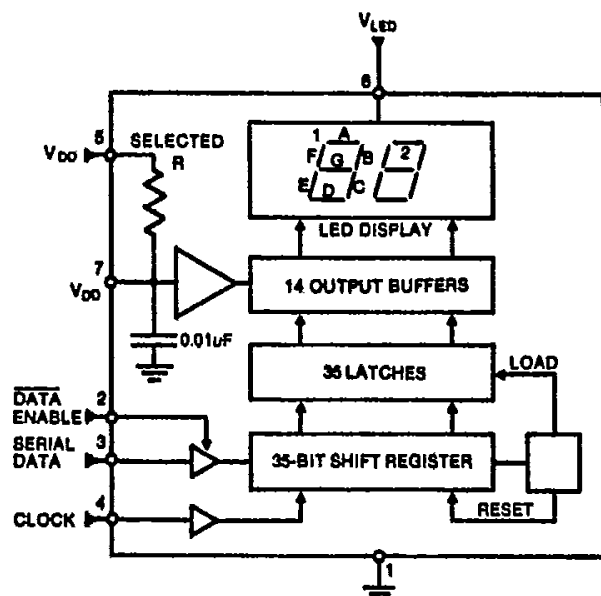 VLED
6
5
SELECTED
R
VDD
1 A
F G B
E D C
2
LED DISPLAY
7
VDD
14 OUTPUT BUFFERS
0.01uF
35 LATCHES
LOAD
DATA
ENABLE
2
SERIAL
DATA
3
35-BIT SHIFT REGISTER
CLOCK
4
RESET
1